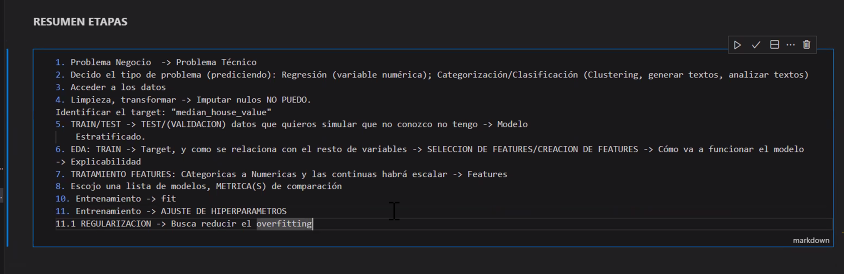 RESUMEN ETAPAS
1. Problema Negocio -> Problema Técnico
2. Decido el tipo de problema (prediciendo): Regresión (variable numérica); Categorización/Clasificación (Clustering, generar textos, analizar textos)
3. Acceder a los datos
4. Limpieza, transformar -> Imputar nulos NO PUEDO.
Identificar el target: "median_house_value"
5. TRAIN/TEST -> TEST/(VALIDACION) datos que quieros simular que no conozco no tengo -> Modelo
Estratificado.
6. EDA: TRAIN -> Target, y como se relaciona con el resto de variables -> SELECCION DE FEATURES/CREACION DE FEATURES -> Cómo va a funcionar el modelo
-> Explicabilidad
7. TRATAMIENTO FEATURES: CAtegoricas a Numericas y las continuas habrá escalar -> Features
8. Escojo una lista de modelos, METRICA(S) de comparación
10. Entrenamiento -> fit
11. Entrenamiento -> AJUSTE DE HIPERPARAMETROS
11.1 REGULARIZACION -> Busca reducir el overfitting
markdown